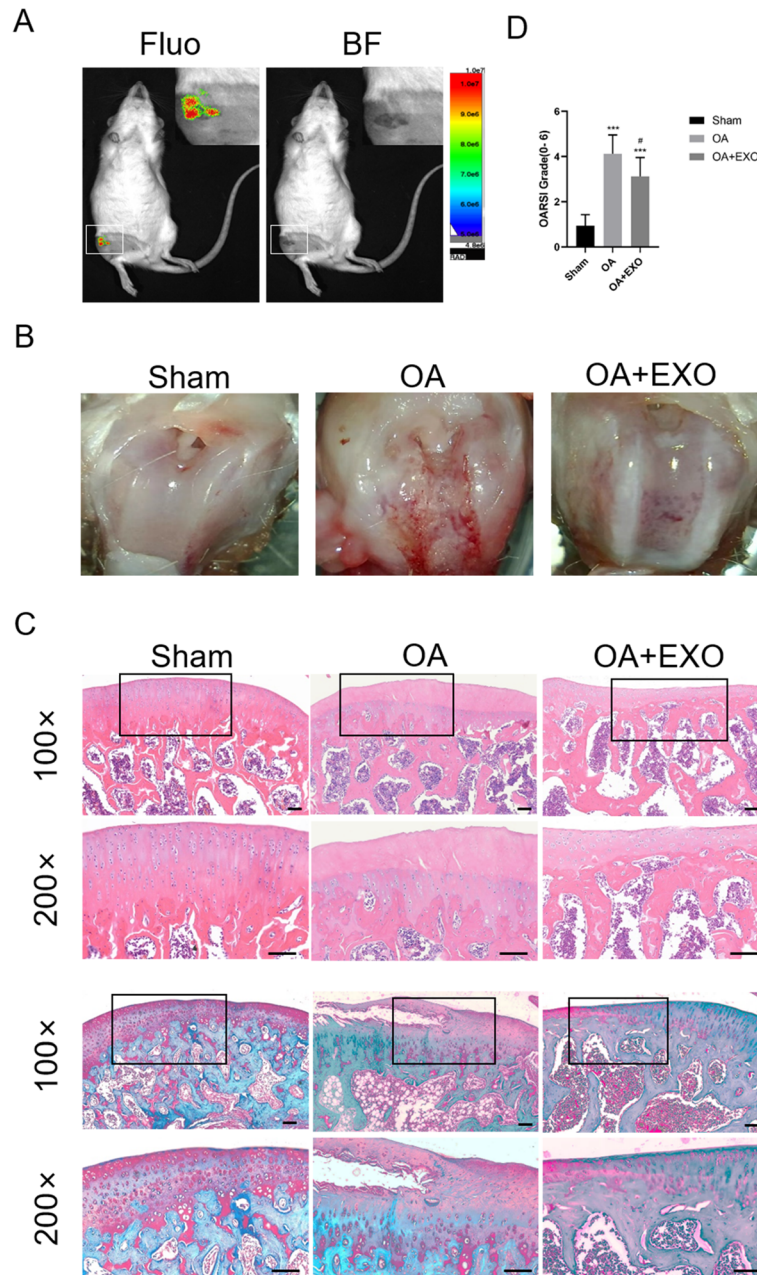 A
Fluo
BF
1.0e7
1.0e7
9.0e6
8.0e6
7.0e6
6.0e6
D
6
4
2
0
OARSI Grade(0- 6)
***
#
***
Sham
OA
OA+EXO
Sham
OA
OA+EXO
B
Sham
OA
OA+EXO
C
Sham
OA
OA+EXO
100×
200×
100×
200×